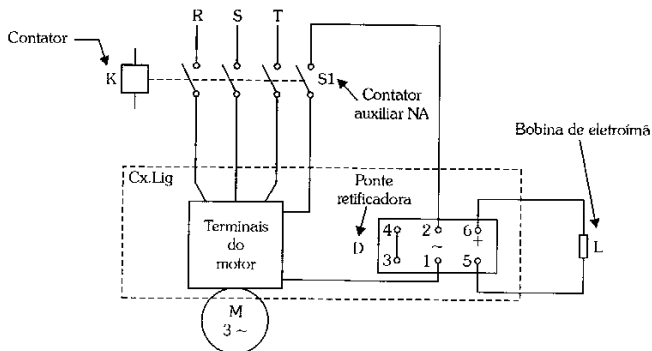 R S T
Contator
K
S1
Contator
auxiliar NA
Bobina de eletroímã
Cx.Lig
Ponte
retificadora
Terminais
do
motor
D
4 2 6
~ +
3 1 5
L
M
3 ~